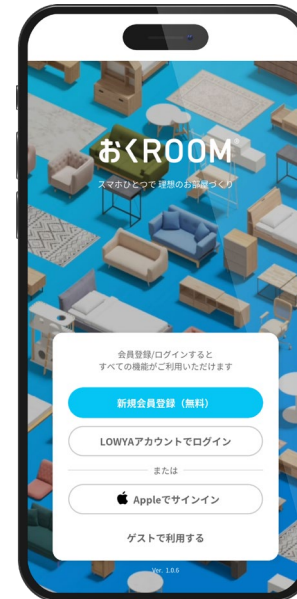 おくROOM
スマホひとつで 理想のお部屋づくり
会員登録/ログインすると
すべての機能がご利用いただけます
新規会員登録（無料）
LOWYAアカウントでログイン
または
Appleでサインイン
ゲストで利用する
Ver. 1.0.6